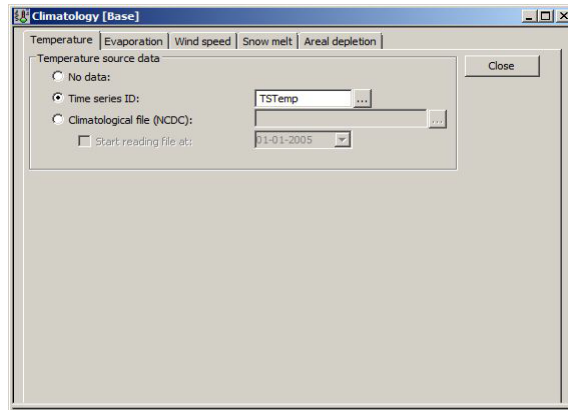 Climatology [Base]
Temperature Evaporation Wind speed Snow melt Areal depletion
Temperature source data
Close
No data:
Time series ID: TSTemp ...
Climatological file (NCDC): ...
Start reading file at: 01-01-2005